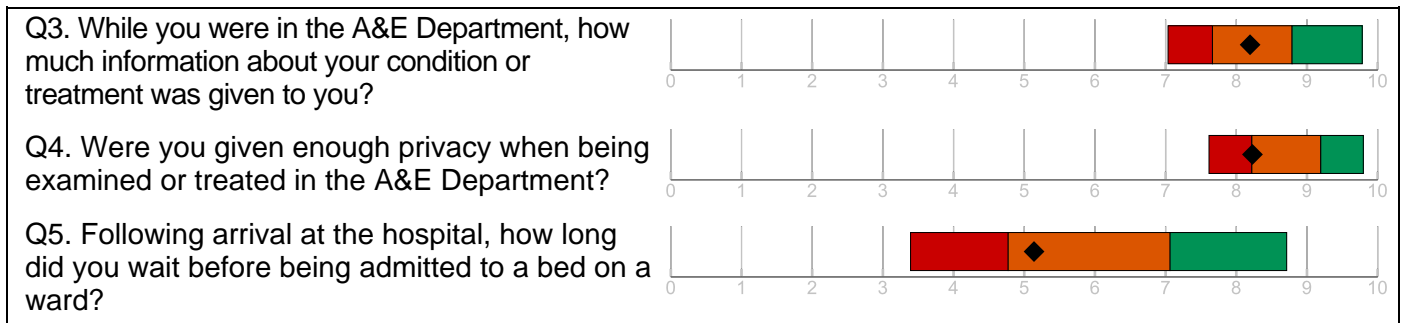 Q3. While you were in the A&E Department, how
much information about your condition or
treatment was given to you?
0 1 2 3 4 5 6 7 8 9 10
Q4. Were you given enough privacy when being
examined or treated in the A&E Department?
0 1 2 3 4 5 6 7 8 9 10
Q5. Following arrival at the hospital, how long
did you wait before being admitted to a bed on a
ward?
0 1 2 3 4 5 6 7 8 9 10